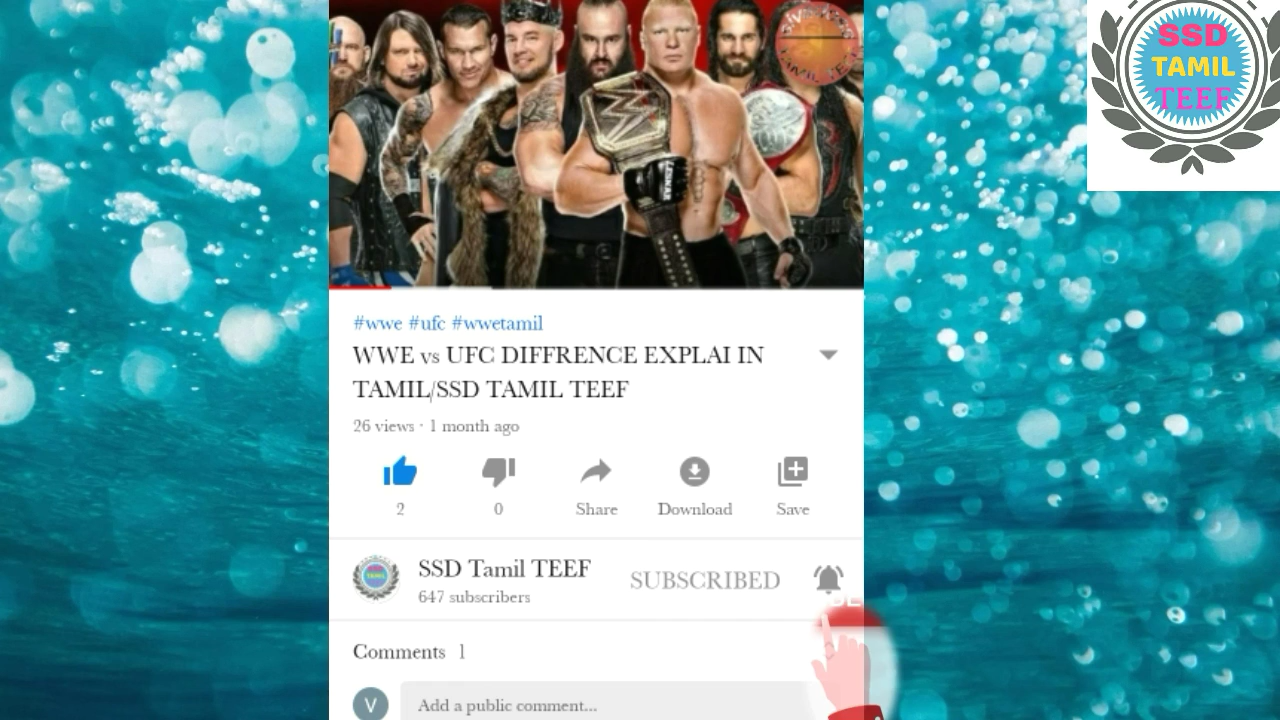 SSD
TAMIL
TEEF
#wwe #ufc #wwetamil
WWE vs UFC DIFFRENCE EXPLAI IN
TAMIL/SSD TAMIL TEEF
26 views · 1 month ago
2
0
Share
Download
Save
SSD Tamil TEEF
SUBSCRIBED
647 subscribers
Comments 1
V
Add a public comment...